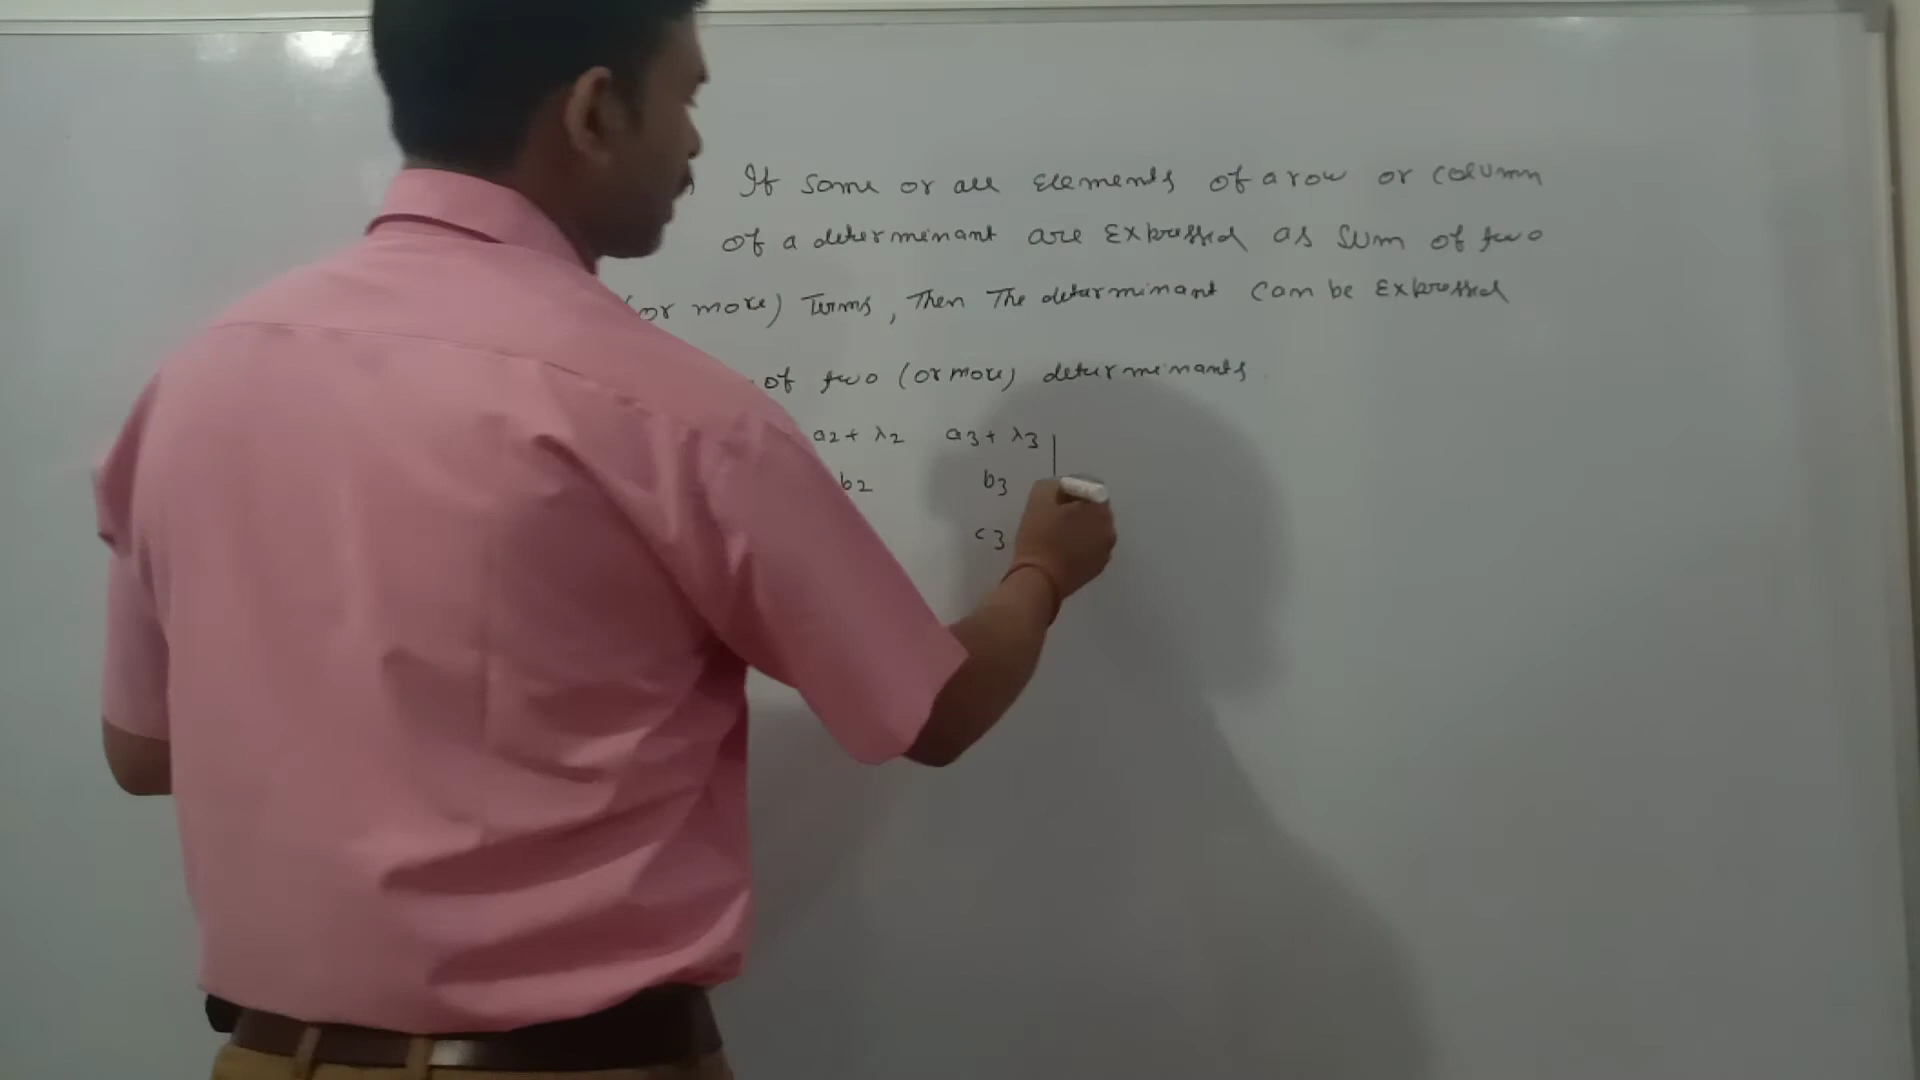 If some or all elements of a row or column
of a determinant are expressed as sum of two
(or more) Terms, Then The determinant can be expressed
of two (or more) determinants
a2+ λ2 a3+ λ3
b2 b3
c3